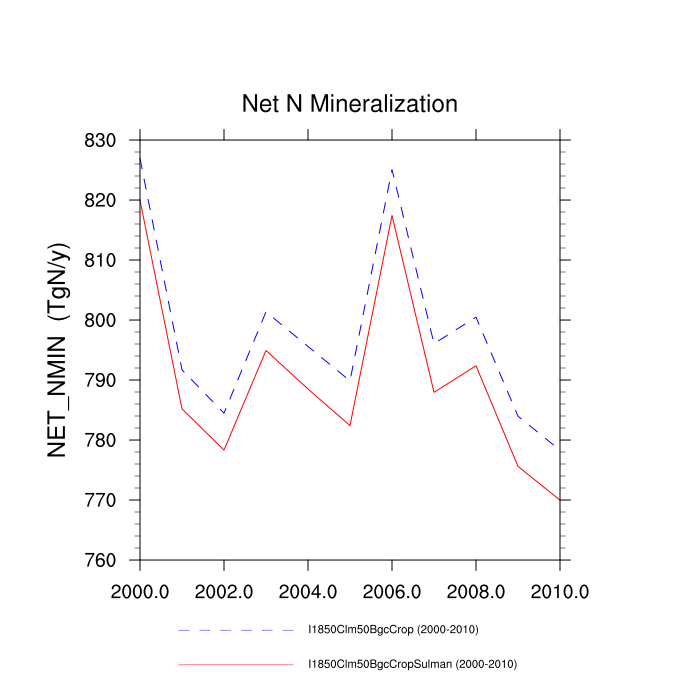 Net N Mineralization
NET_NMIN (TgN/y)
830
820
810
800
790
780
770
760
2000.0 2002.0 2004.0 2006.0 2008.0 2010.0
I1850Clm50BgcCrop (2000-2010)
I1850Clm50BgcCropSulman (2000-2010)